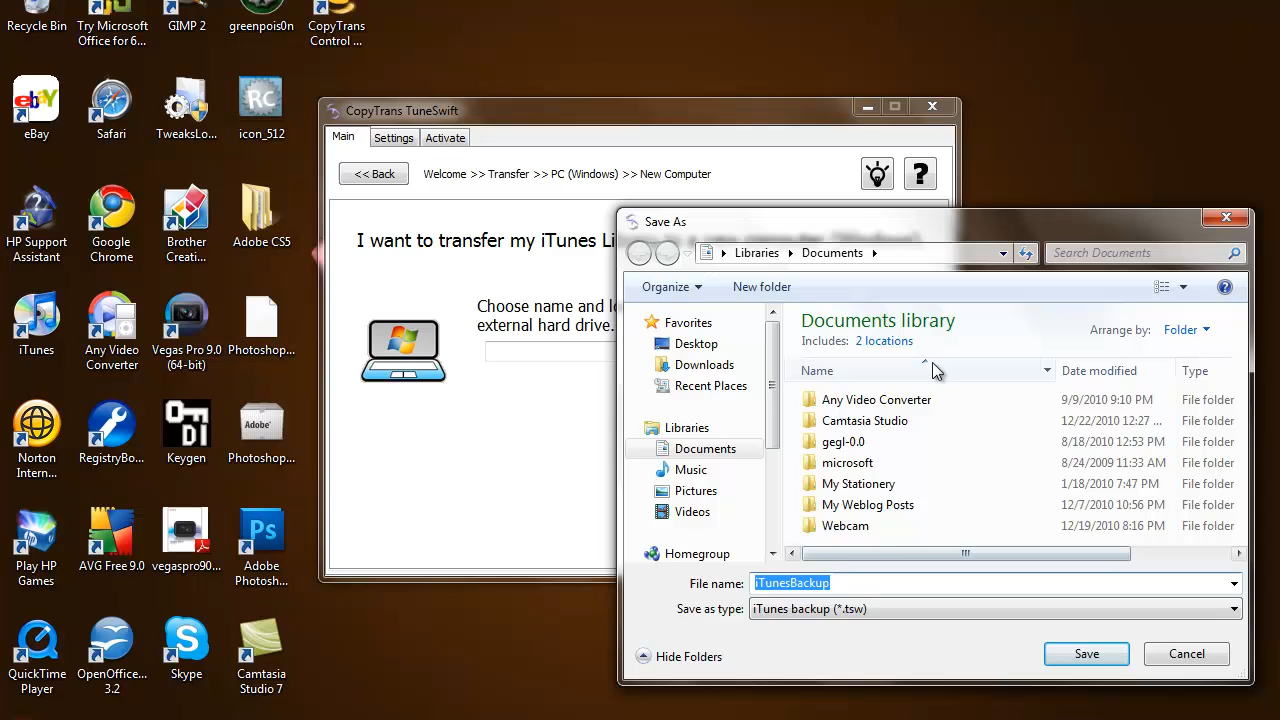 Recycle Bin
Try Microsoft
Office for 6...
GIMP 2
greenpois0n
CopyTrans
Control ...
eBay
Safari
TweaksLo...
icon_512
HP Support
Assistant
Google
Chrome
Brother
Creati...
Adobe CS5
iTunes
Any Video
Converter
Vegas Pro 9.0
(64-bit)
Photoshop...
Norton
Intern...
RegistryBo...
Keygen
Photoshop...
Play HP
Games
AVG Free 9.0
vegaspro90...
Adobe
Photosh...
QuickTime
Player
OpenOffice...
3.2
Skype
Camtasia
Studio 7
CopyTrans TuneSwift
Main
Settings
Activate
<< Back
Welcome >> Transfer >> PC (Windows) >> New Computer
?
I want to transfer my iTunes Li
Choose name and lo
external hard drive.
Save As
Libraries
Documents
Search Documents
Organize
New folder
Favorites
Desktop
Downloads
Recent Places
Libraries
Documents
Music
Pictures
Videos
Homegroup
Documents library
Includes: 2 locations
Arrange by: Folder
Name
Date modified
Type
Any Video Converter
9/9/2010 9:10 PM
File folder
Camtasia Studio
12/22/2010 12:27 ...
File folder
gegl-0.0
8/18/2010 12:53 PM
File folder
microsoft
8/24/2009 11:33 AM
File folder
My Stationery
1/18/2010 7:47 PM
File folder
My Weblog Posts
12/7/2010 10:56 PM
File folder
Webcam
12/19/2010 8:16 PM
File folder
File name: iTunesBackup
Save as type: iTunes backup (*.tsw)
Hide Folders
Save
Cancel